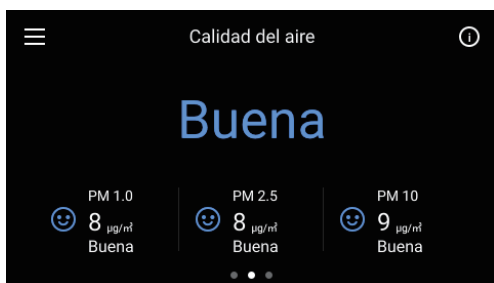 Calidad del aire
Buena
PM 1.0
8 µg/㎥
Buena
PM 2.5
8 µg/㎥
Buena
PM 10
9 µg/㎥
Buena